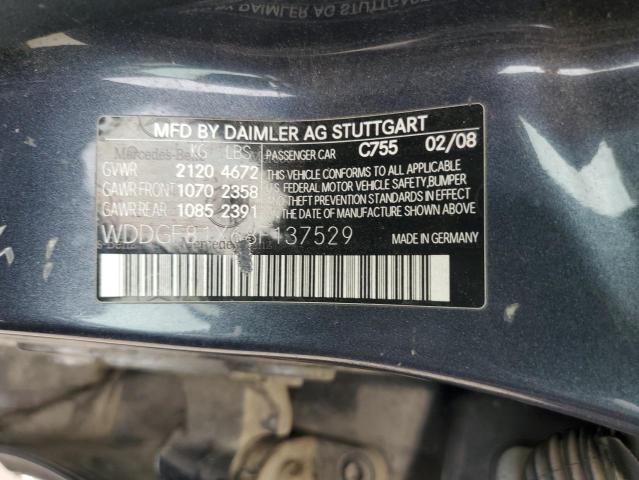 MFD BY DAIMLER AG STUTTGART
KG LBS PASSENGER CAR C755 02/08
GVWR 2120 4672 THIS VEHICLE CONFORMS TO ALL
GAWR FRONT 1070 2358 U.S. FEDERAL MOTOR VEHICLE SAFETY, BUMPER
GAWR REAR 1085 2391 AND THEFT PREVENTION STANDARDS
IN EFFECT ON THE DATE OF
MANUFACTURE SHOWN ABOVE.
MADE IN GERMANY